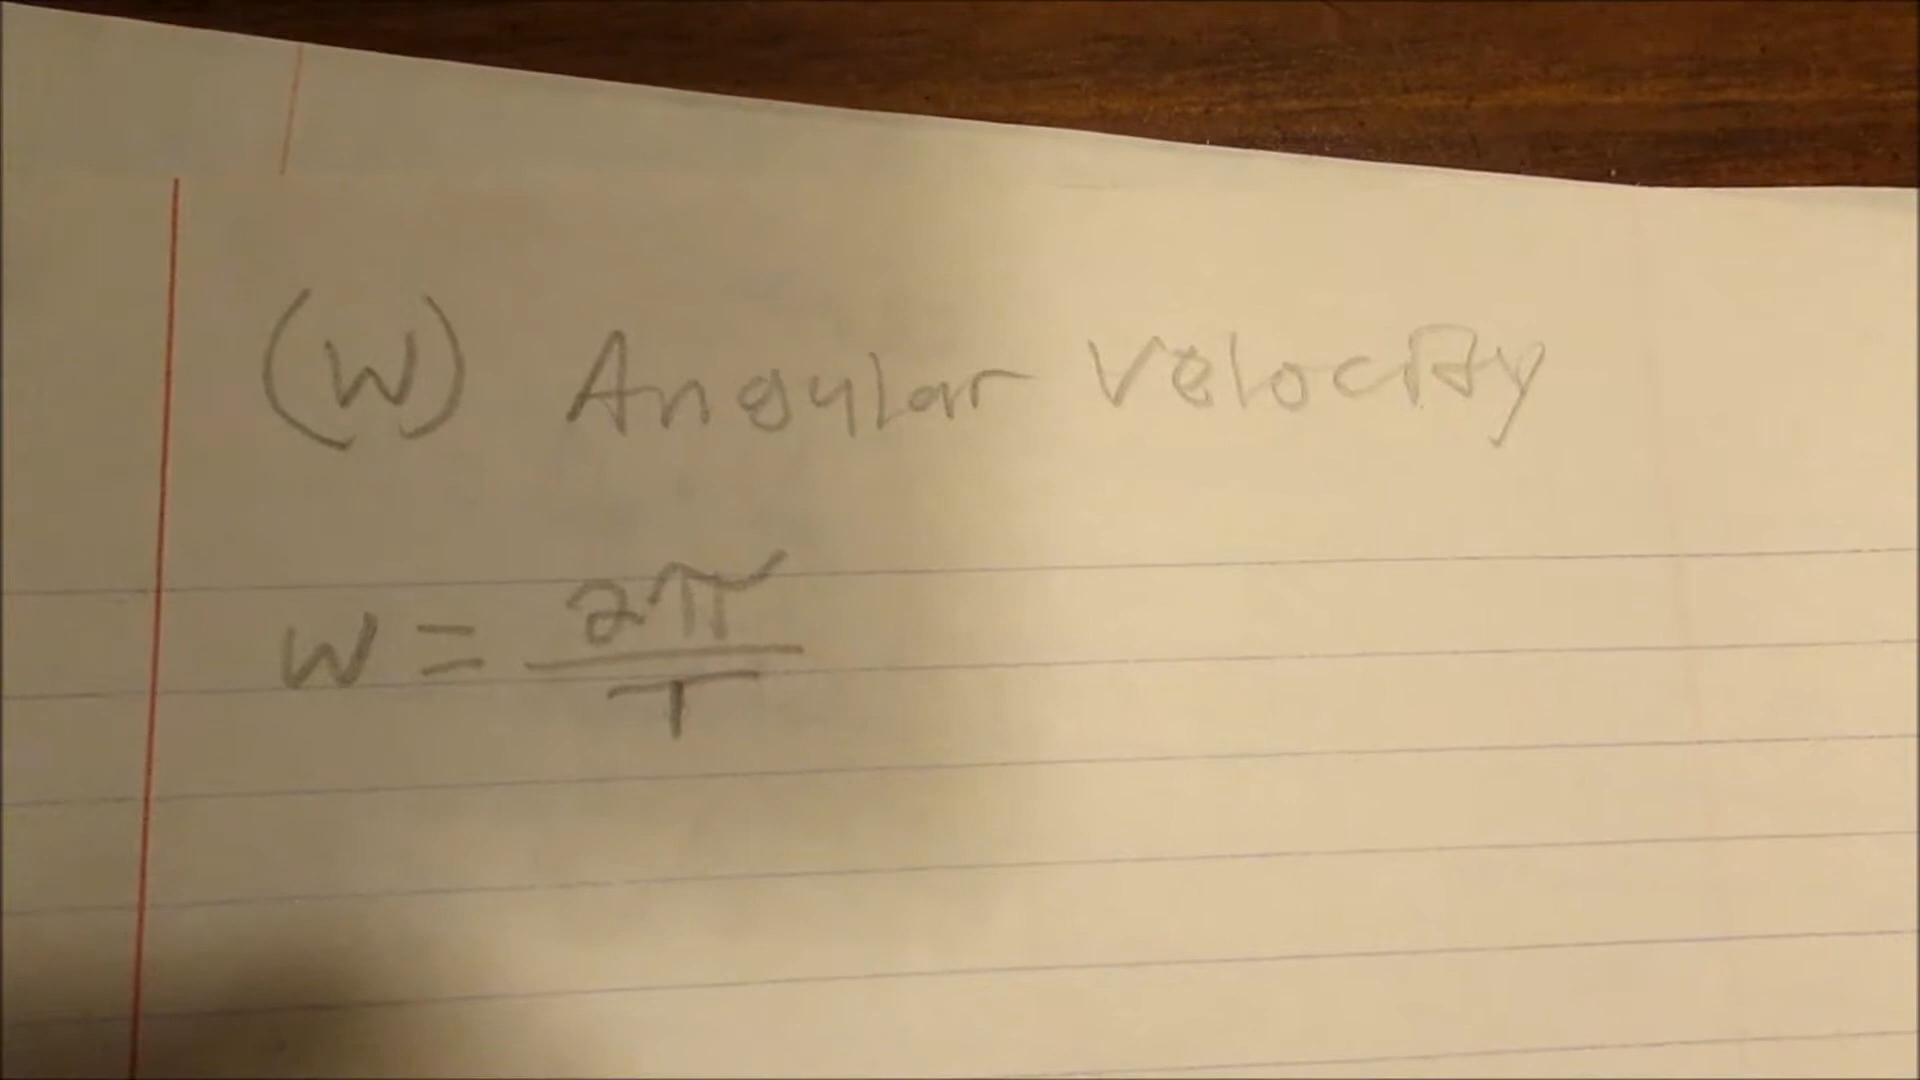 (W) Angular Velocity
W = 2π/T